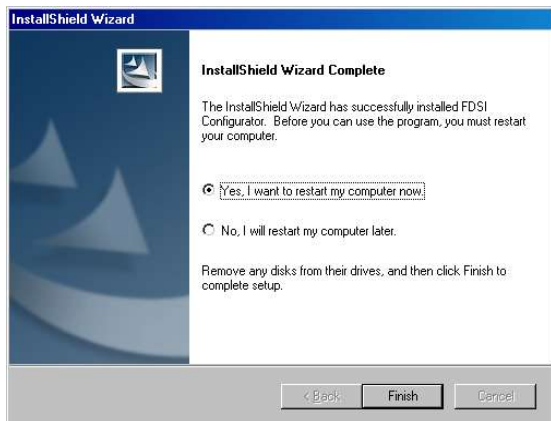 InstallShield Wizard
InstallShield Wizard Complete
The InstallShield Wizard has successfully installed FDSI
Configurator. Before you can use the program, you must restart
your computer.
Yes, I want to restart my computer now.
No, I will restart my computer later.
Remove any disks from their drives, and then click Finish to
complete setup.
< Back Finish Cancel